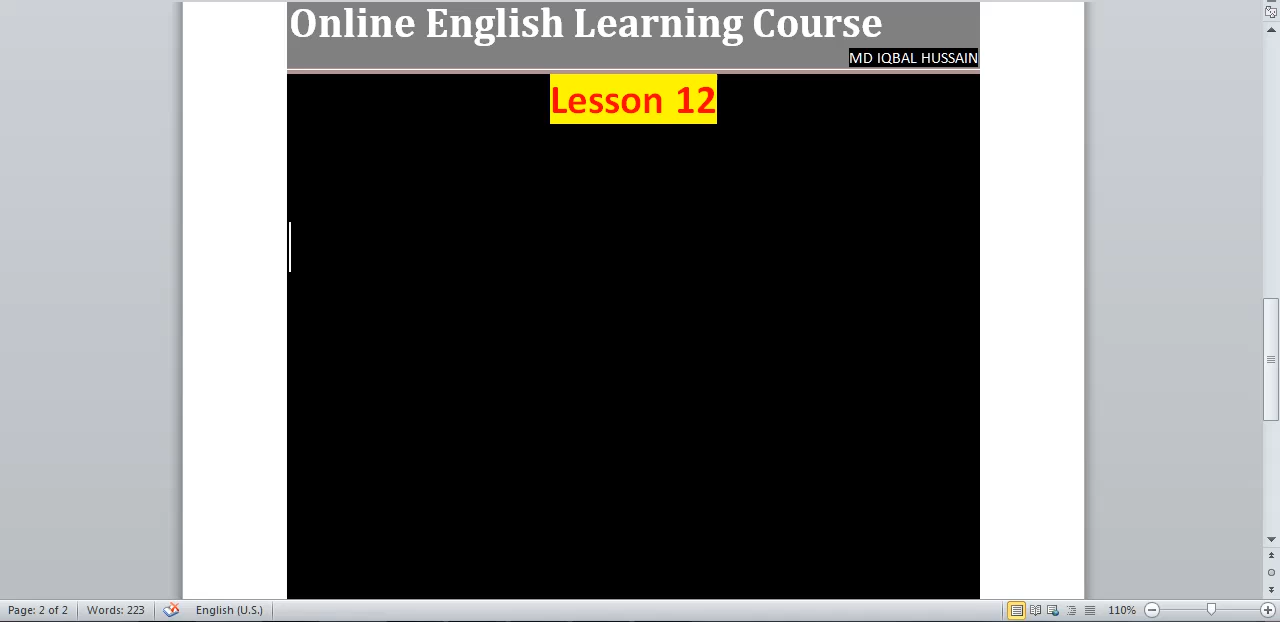 Online English Learning Course
MD IQBAL HUSSAIN
Lesson 12
Page: 2 of 2
Words: 223
English (U.S.)
110%